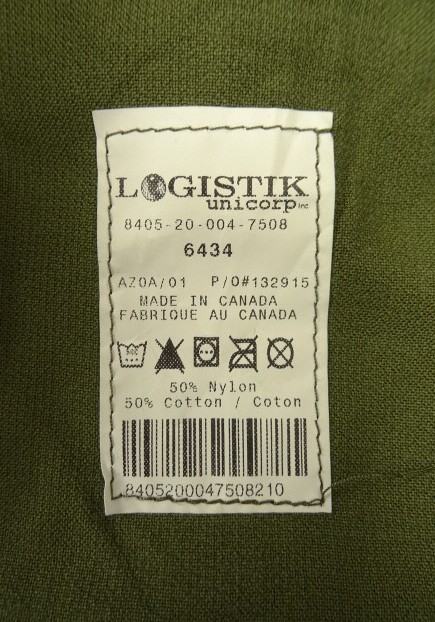 LOGISTIK
unicorp inc
8405-20-004-7508
6434
AZ0A/01 P/O#132915
MADE IN CANADA
FABRIQUE AU CANADA
50% Nylon
50% Cotton / Coton
8405200047508210